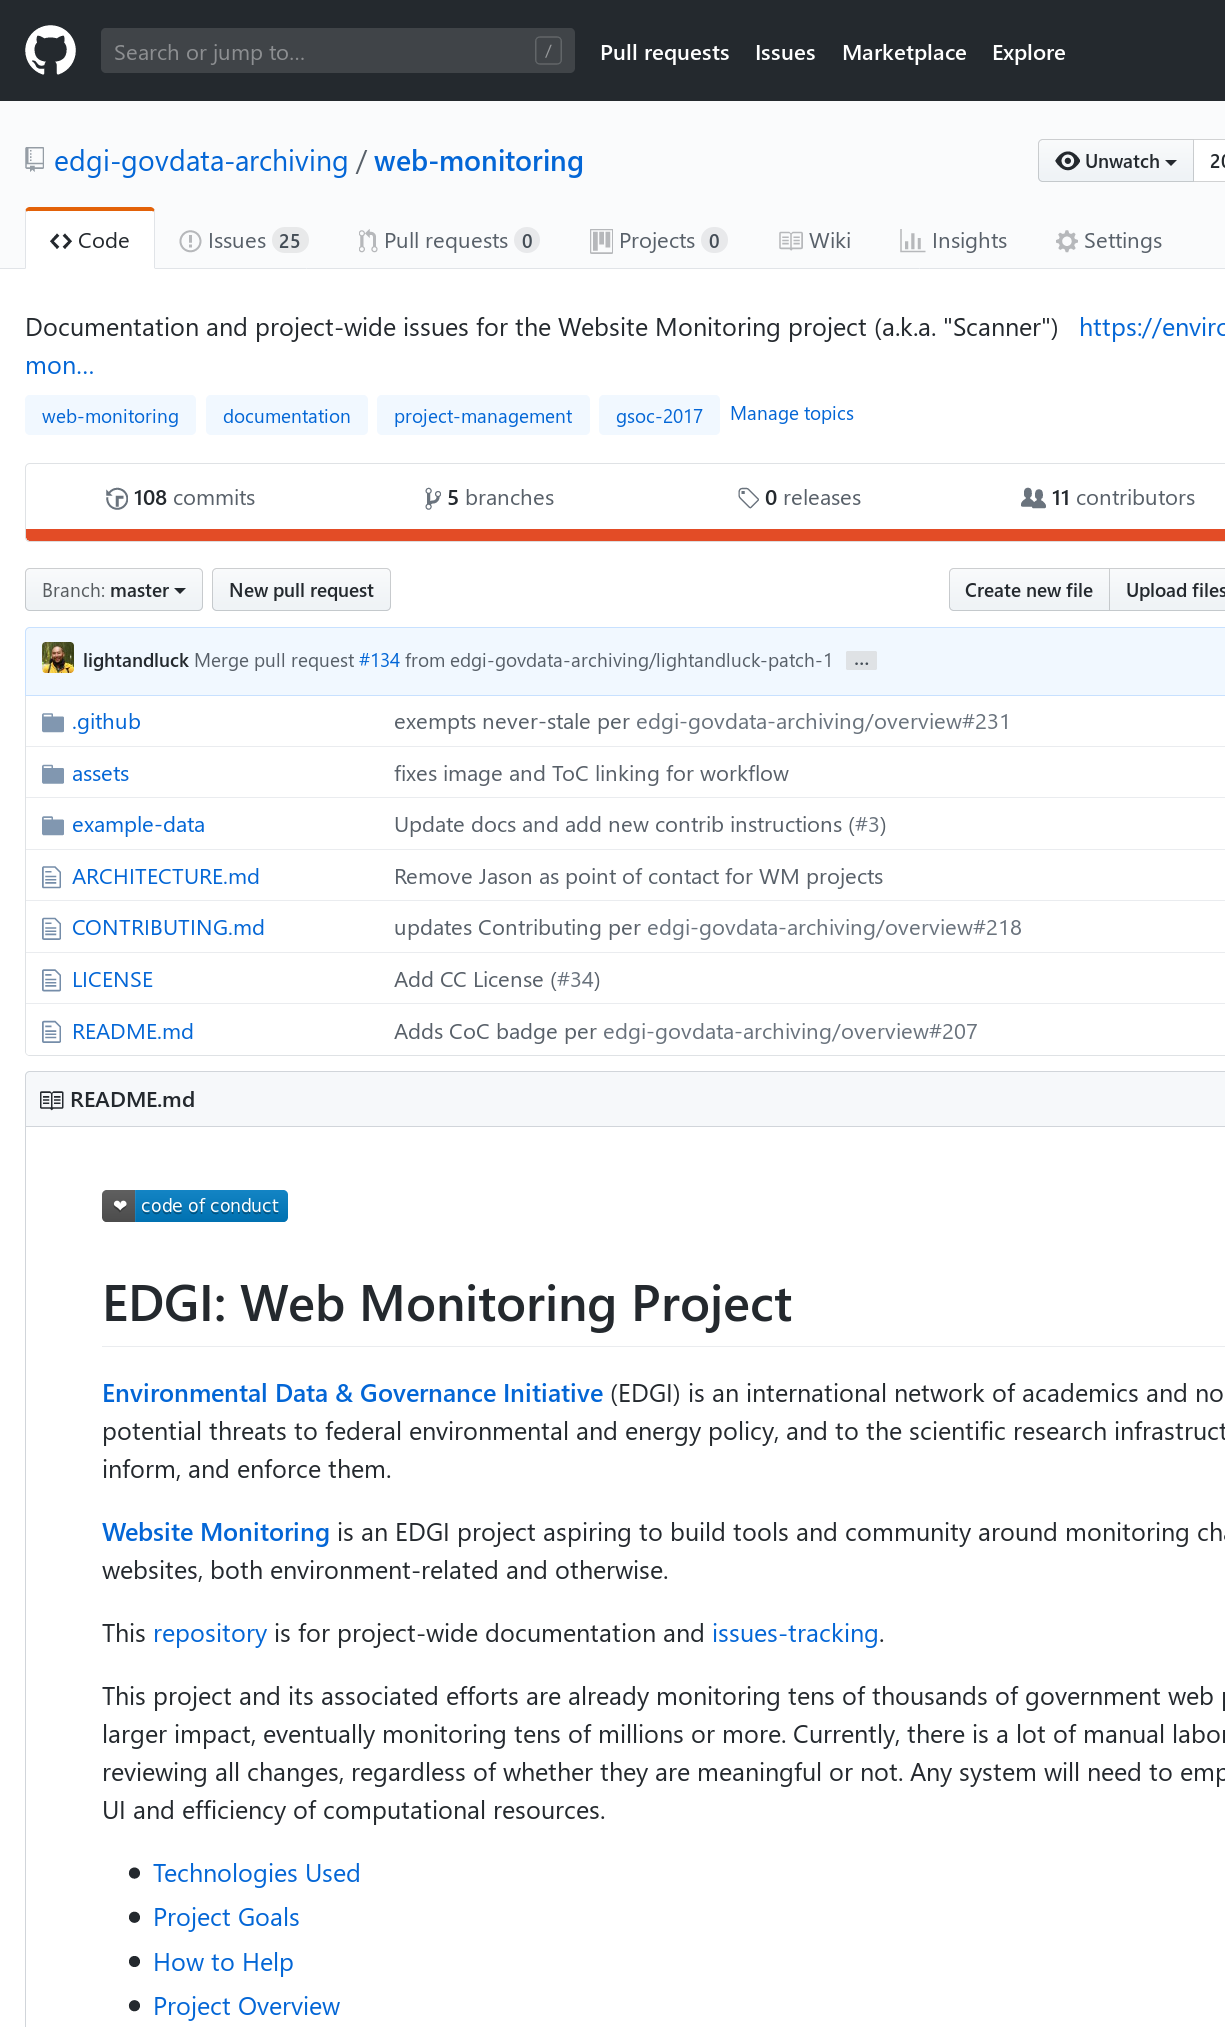 Search or jump to... /
Pull requests Issues Marketplace Explore
edgi-govdata-archiving / web-monitoring
Unwatch 20
Code Issues 25 Pull requests 0 Projects 0 Wiki Insights Settings
Documentation and project-wide issues for the Website Monitoring project (a.k.a. "Scanner") https://enviro
mon...
web-monitoring documentation project-management gsoc-2017 Manage topics
108 commits 5 branches 0 releases 11 contributors
Branch: master New pull request Create new file Upload files
lightandluck Merge pull request #134 from edgi-govdata-archiving/lightandluck-patch-1 ...
.github exempts never-stale per edgi-govdata-archiving/overview#231
assets fixes image and ToC linking for workflow
example-data Update docs and add new contrib instructions (#3)
ARCHITECTURE.md Remove Jason as point of contact for WM projects
CONTRIBUTING.md updates Contributing per edgi-govdata-archiving/overview#218
LICENSE Add CC License (#34)
README.md Adds CoC badge per edgi-govdata-archiving/overview#207
README.md
❤ code of conduct
EDGI: Web Monitoring Project
Environmental Data & Governance Initiative (EDGI) is an international network of academics and no
potential threats to federal environmental and energy policy, and to the scientific research infrastruct
inform, and enforce them.
Website Monitoring is an EDGI project aspiring to build tools and community around monitoring cha
websites, both environment-related and otherwise.
This repository is for project-wide documentation and issues-tracking.
This project and its associated efforts are already monitoring tens of thousands of government web p
larger impact, eventually monitoring tens of millions or more. Currently, there is a lot of manual labor
reviewing all changes, regardless of whether they are meaningful or not. Any system will need to emp
UI and efficiency of computational resources.
• Technologies Used
• Project Goals
• How to Help
• Project Overview